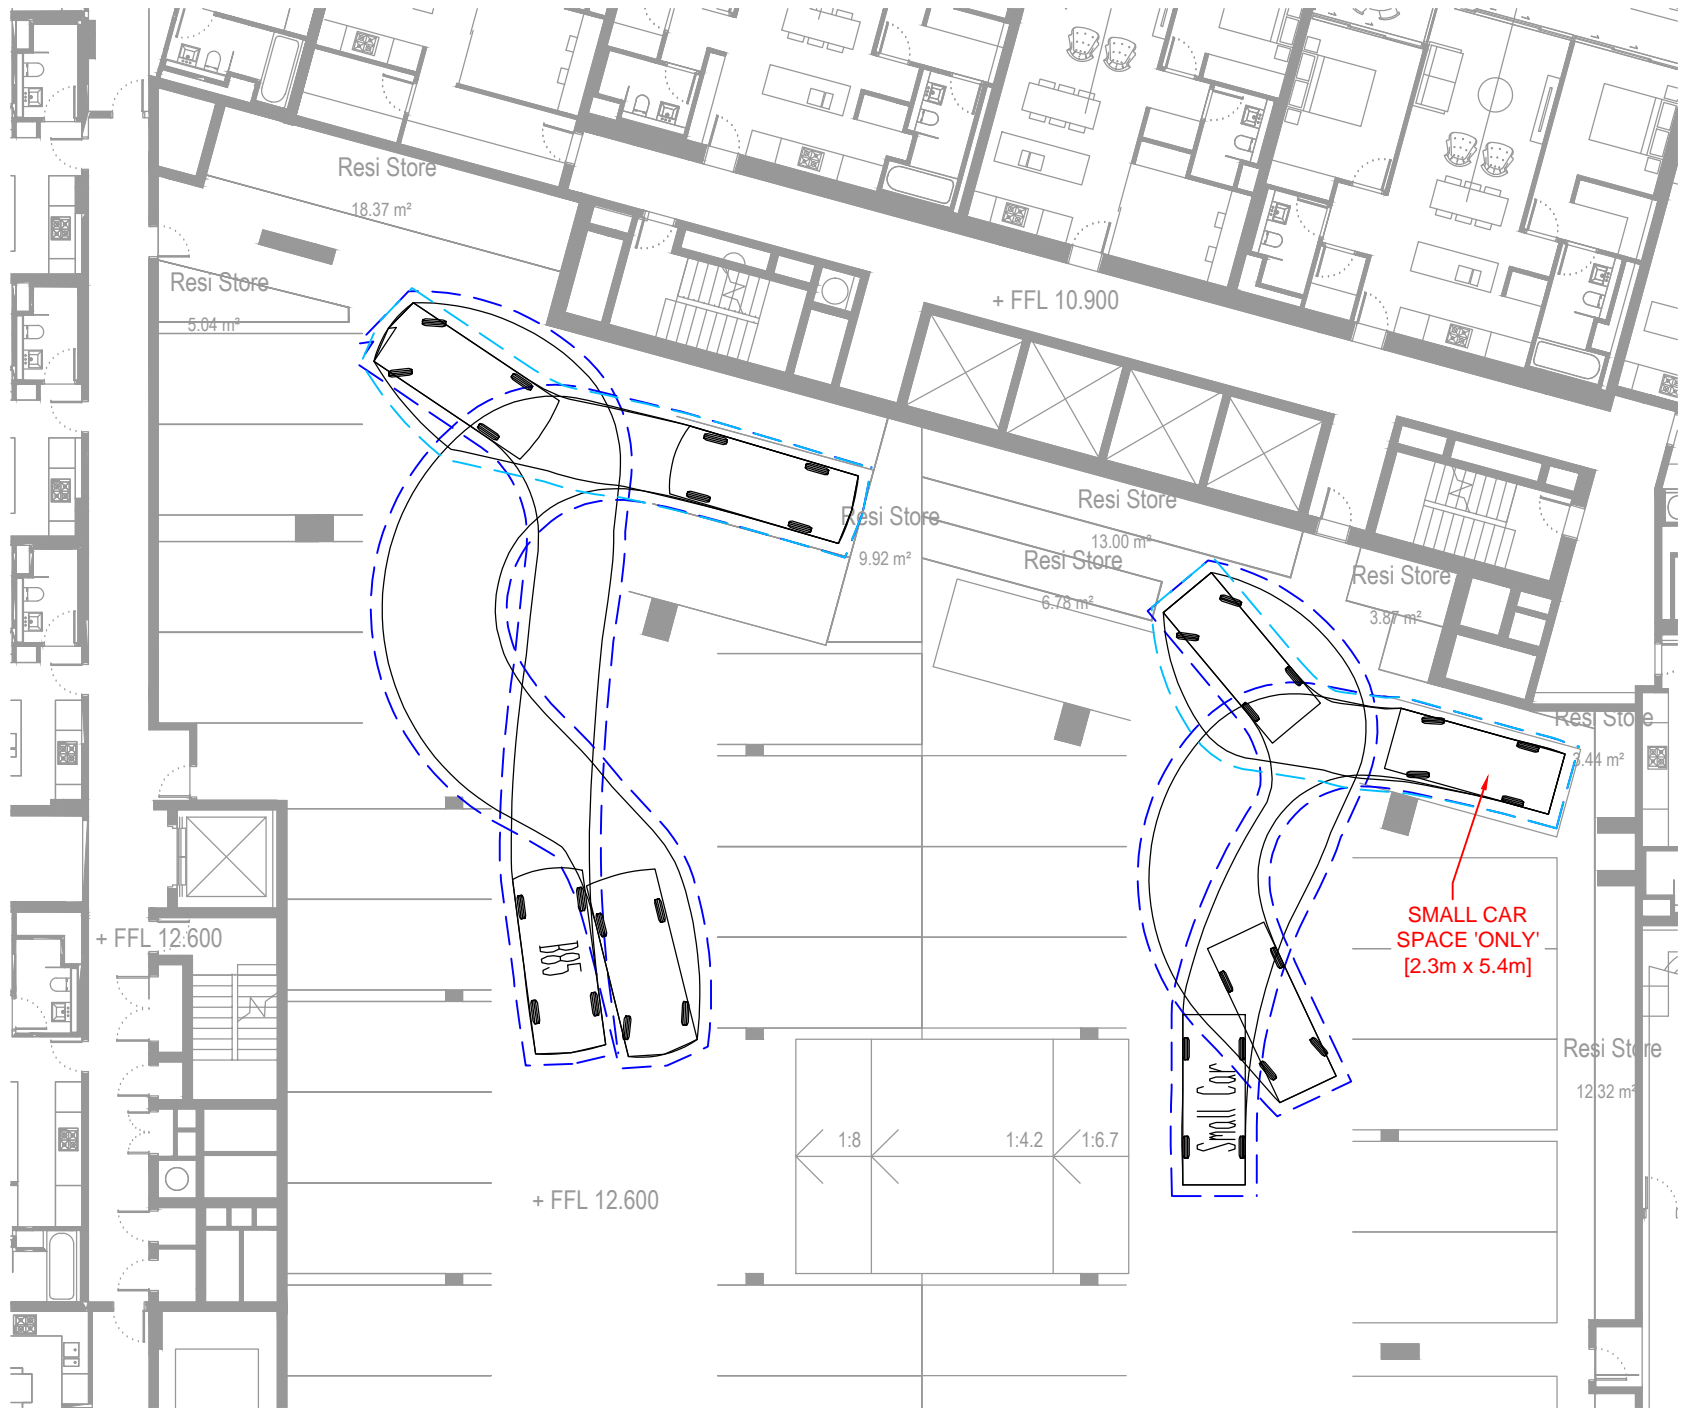 Resi Store
18.37 m²
Resi Store
5.04 m²
+ FFL 10.900
Resi Store
9.92 m²
Resi Store
13.00 m²
Resi Store
6.78 m²
Resi Store
3.87 m²
Resi Store
3.44 m²
SMALL CAR
SPACE 'ONLY'
[2.3m x 5.4m]
+ FFL 12.600
B85
Small Car
Resi Store
12.32 m²
1:8
1:4.2
1:6.7
+ FFL 12.600